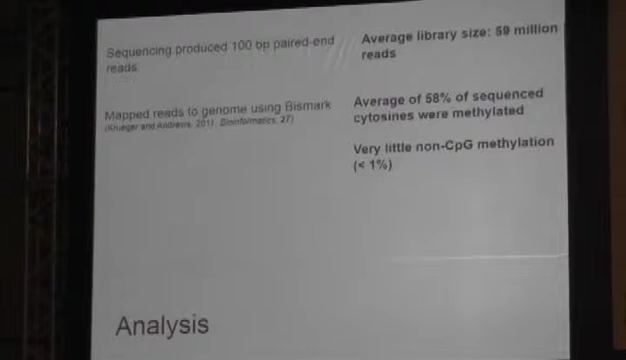 Sequencing produced 100 bp paired-end
reads
Average library size: 59 million
reads
Mapped reads to genome using Bismark
(Krueger and Andrews, 2011, Bioinformatics, 27)
Average of 58% of sequenced
cytosines were methylated
Very little non-CpG methylation
(< 1%)
Analysis